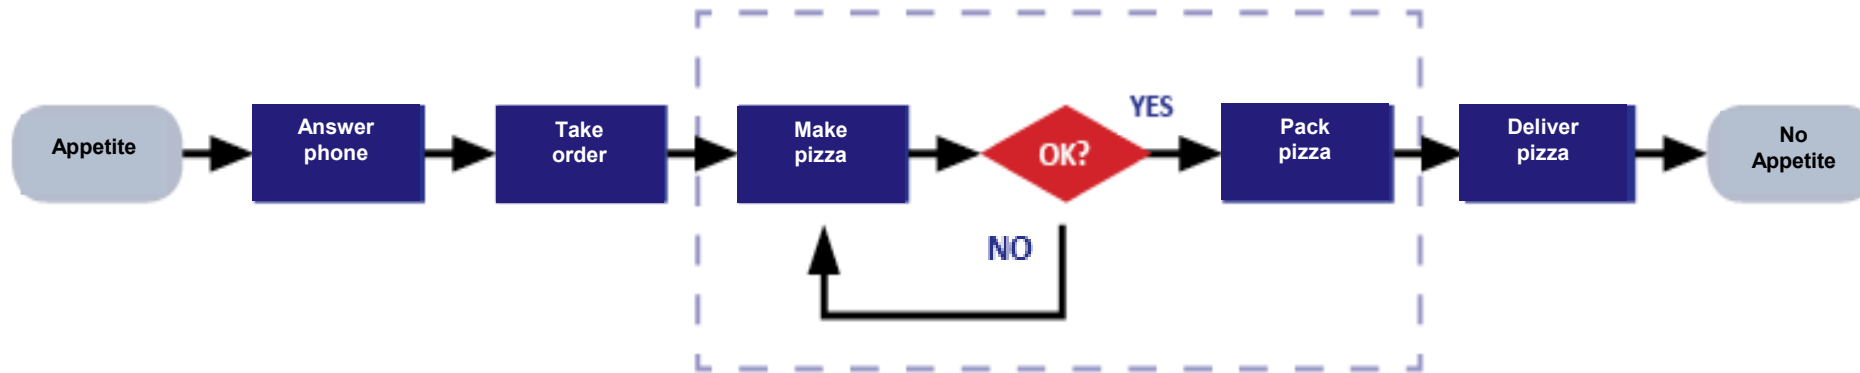 Appetite
Answer
phone
Take
order
Make
pizza
OK?
YES
NO
Pack
pizza
Deliver
pizza
No
Appetite